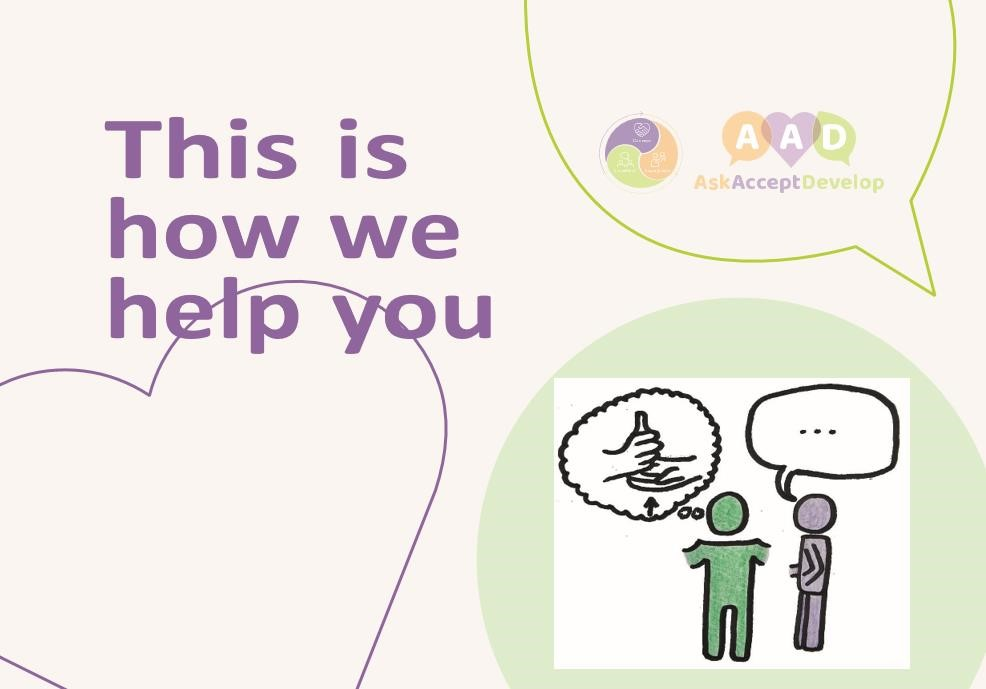 This is
how we
help you
A A D
AskAcceptDevelop
...